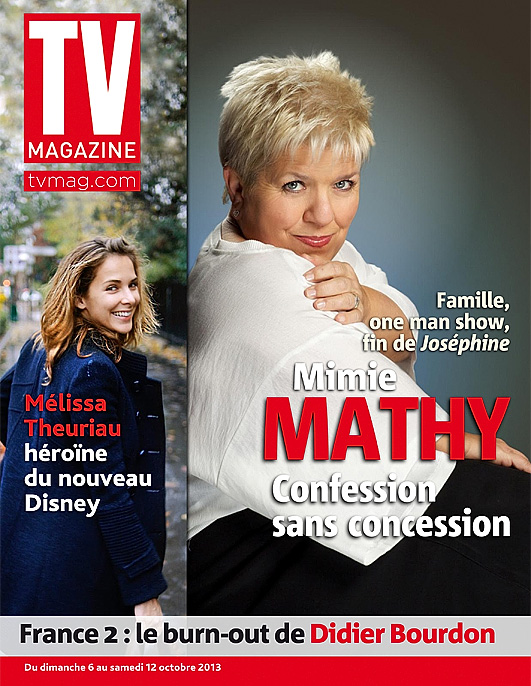 TV
MAGAZINE
tvmag.com
Famille,
one man show,
fin de Joséphine
Mimie
MATHY
Confession
sans concession
Mélissa
Theuriau
héroïne
du nouveau
Disney
France 2 : le burn-out de Didier Bourdon
Du dimanche 6 au samedi 12 octobre 2013